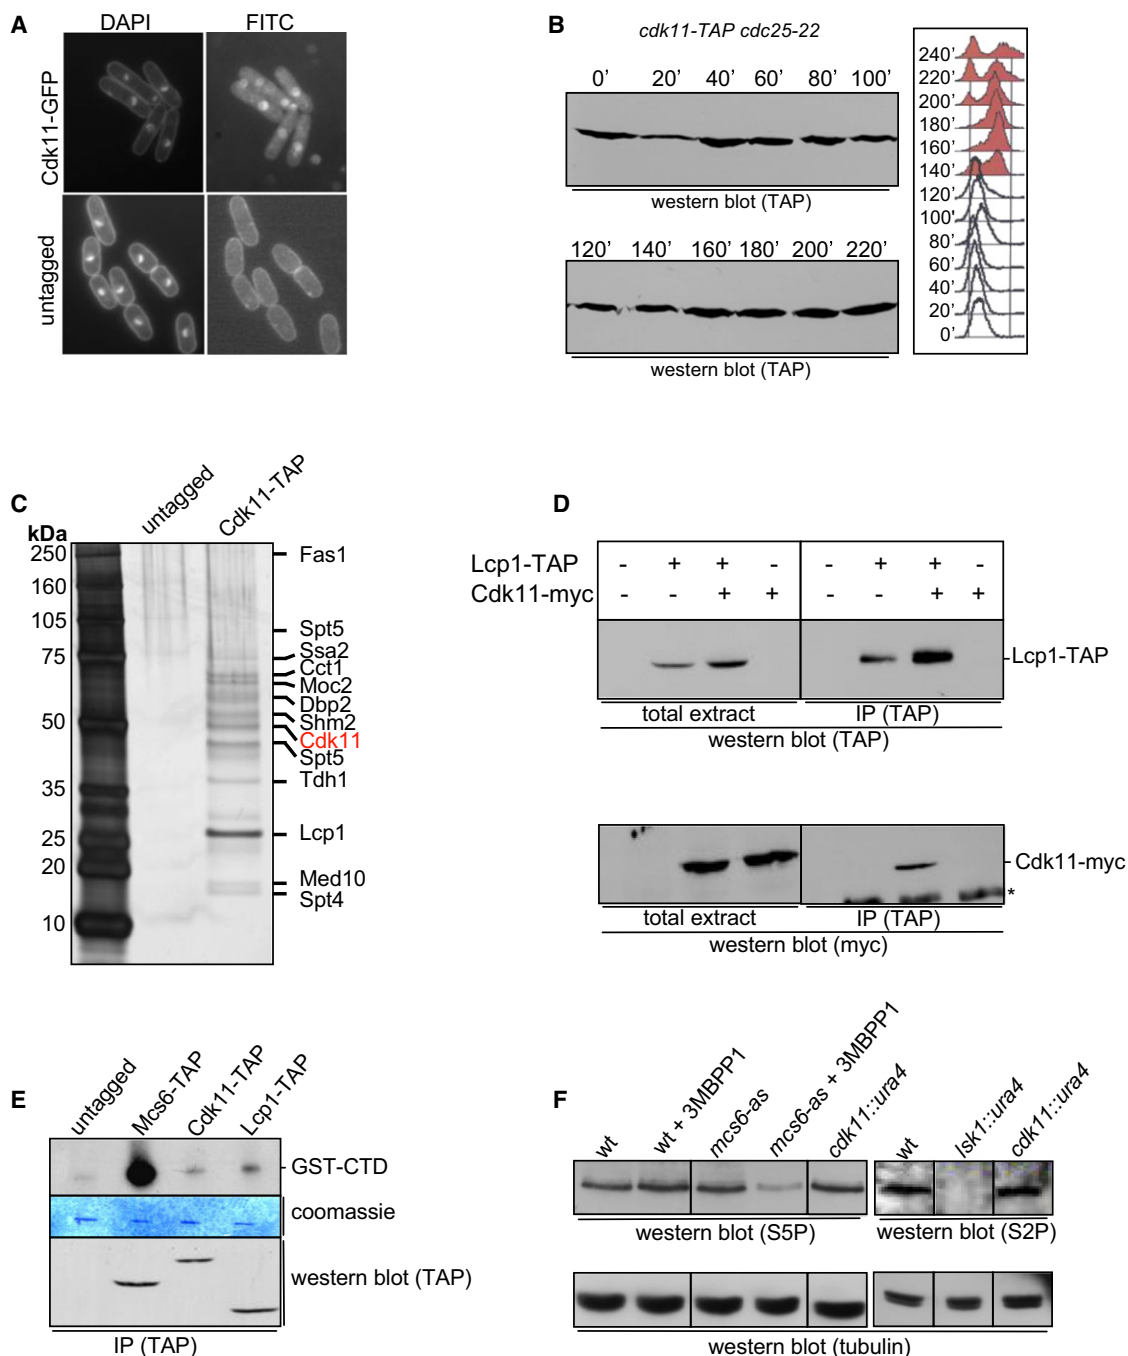 A
DAPI FITC
Cdk11-GFP
untagged
B
cdk11-TAP cdc25-22
0' 20' 40' 60' 80' 100'
western blot (TAP)
120' 140' 160' 180' 200' 220'
western blot (TAP)
240'
220'
200'
180'
160'
140'
120'
100'
80'
60'
40'
20'
0'
C
untagged
Cdk11-TAP
kDa
250
160
105
75
50
35
25
20
10
Fas1
Spt5
Ssa2
Cct1
Moc2
Dbp2
Shm2
Cdk11
Spt5
Tdh1
Lcp1
Med10
Spt4
D
Lcp1-TAP - + + - - + + -
Cdk11-myc - - + + - - + +
Lcp1-TAP
total extract IP (TAP)
western blot (TAP)
Cdk11-myc
*
total extract IP (TAP)
western blot (myc)
E
untagged
Mcs6-TAP
Cdk11-TAP
Lcp1-TAP
GST-CTD
coomassie
western blot (TAP)
IP (TAP)
F
wt
wt + 3MBPP1
mcs6-as
mcs6-as + 3MBPP1
cdk11::ura4
wt
lsk1::ura4
cdk11::ura4
western blot (S5P) western blot (S2P)
western blot (tubulin)